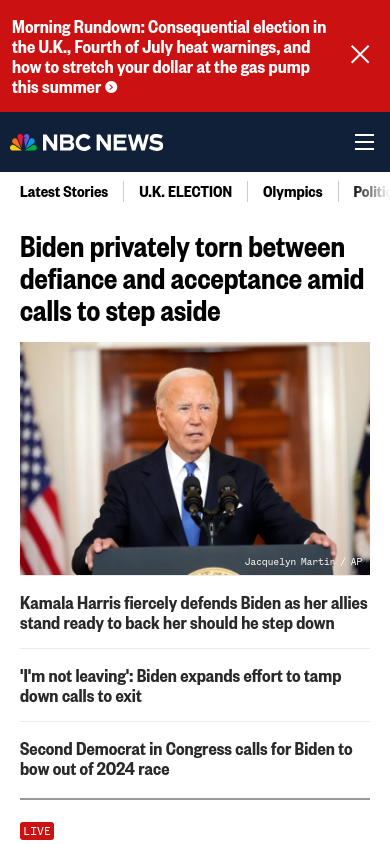 Morning Rundown: Consequential election in
the U.K., Fourth of July heat warnings, and
how to stretch your dollar at the gas pump
this summer
NBC NEWS
Latest Stories
U.K. ELECTION
Olympics
Politic
Biden privately torn between
defiance and acceptance amid
calls to step aside
Jacquelyn Martin / AP
Kamala Harris fiercely defends Biden as her allies
stand ready to back her should he step down
'I'm not leaving': Biden expands effort to tamp
down calls to exit
Second Democrat in Congress calls for Biden to
bow out of 2024 race
LIVE